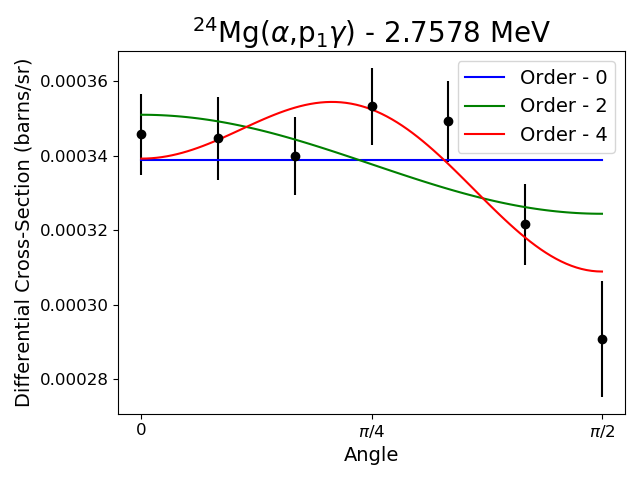 ²⁴Mg(α,p₁γ) - 2.7578 MeV
Differential Cross-Section (barns/sr)
0.00036
0.00034
0.00032
0.00030
0.00028
Order - 0
Order - 2
Order - 4
0
π/4
π/2
Angle